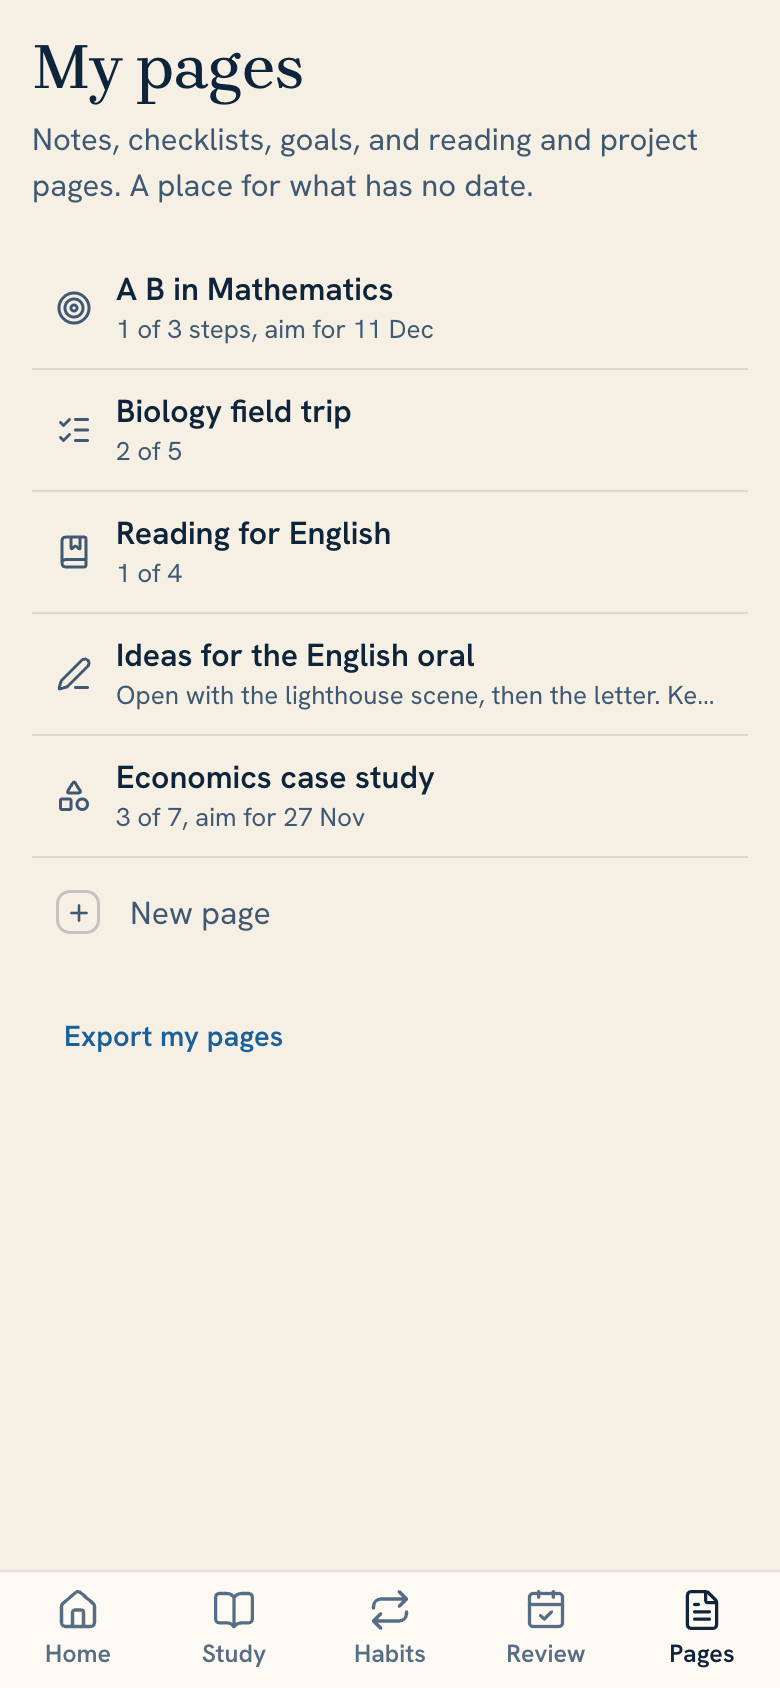 My pages
Notes, checklists, goals, and reading and project
pages. A place for what has no date.
A B in Mathematics
1 of 3 steps, aim for 11 Dec
Biology field trip
2 of 5
Reading for English
1 of 4
Ideas for the English oral
Open with the lighthouse scene, then the letter. Ke...
Economics case study
3 of 7, aim for 27 Nov
New page
Export my pages
Home
Study
Habits
Review
Pages